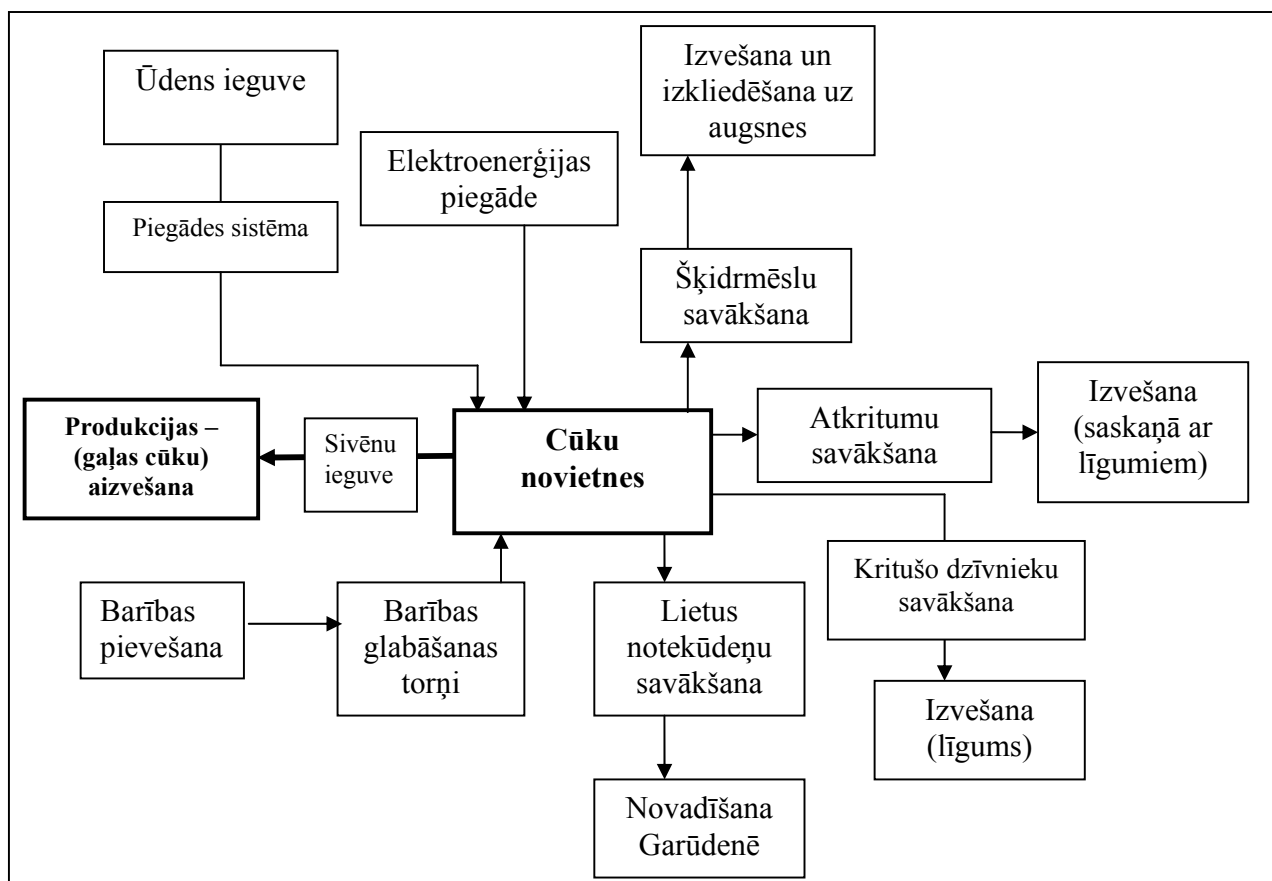 Ūdens ieguve
Izvešana un
izkliedēšana uz
augsnes
Elektroenerģijas
piegāde
Piegādes sistēma
Šķidrmēslu
savākšana
Produkcijas –
(gaļas cūku)
aizvešana
Sivēnu
ieguve
Cūku
novietnes
Atkritumu
savākšana
Izvešana
(saskaņā ar
līgumiem)
Barības
pievešana
Barības
glabāšanas
torņi
Lietus
notekūdeņu
savākšana
Kritušo dzīvnieku
savākšana
Izvešana
(līgums)
Novadīšana
Garūdenē